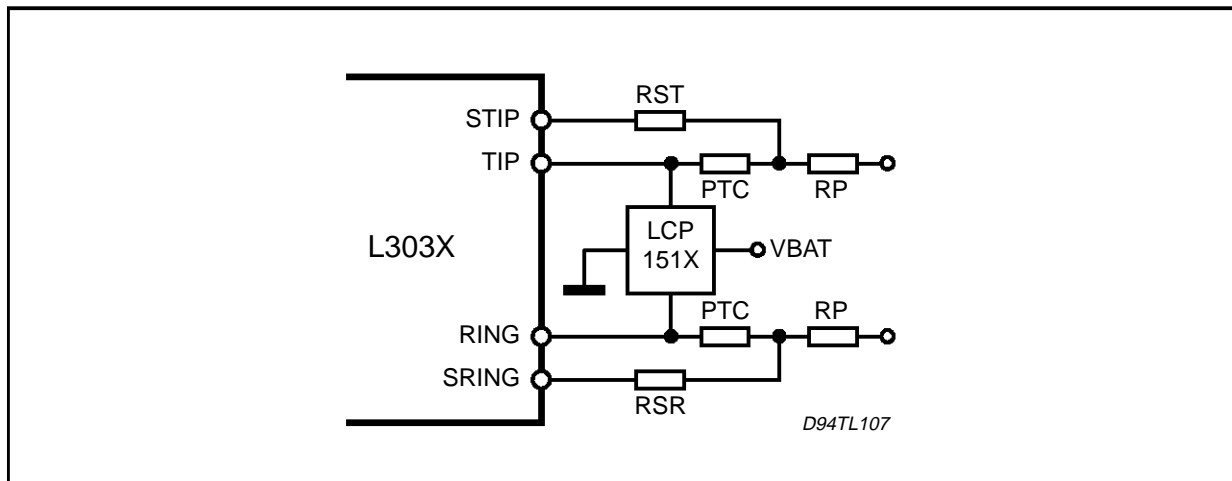 RST
STIP
TIP
PTC
RP
LCP
151X
L303X
VBAT
PTC
RP
RING
SRING
RSR
D94TL107